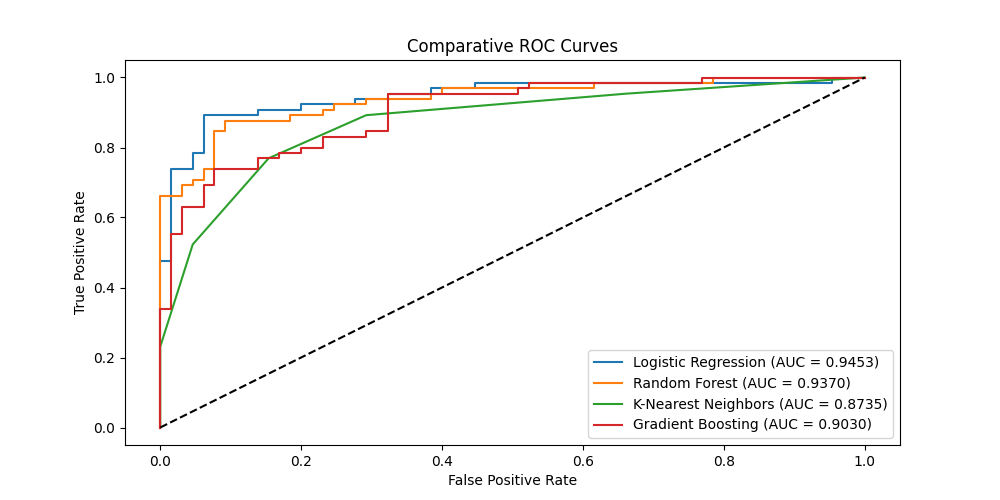 Comparative ROC Curves
True Positive Rate
1.0
0.8
0.6
0.4
0.2
0.0
Logistic Regression (AUC = 0.9453)
Random Forest (AUC = 0.9370)
K-Nearest Neighbors (AUC = 0.8735)
Gradient Boosting (AUC = 0.9030)
0.0 0.2 0.4 0.6 0.8 1.0
False Positive Rate